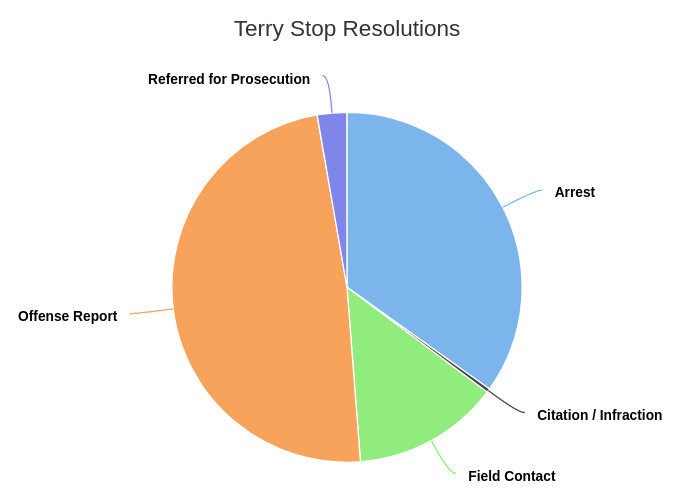 Terry Stop Resolutions
Referred for Prosecution
Arrest
Offense Report
Citation / Infraction
Field Contact